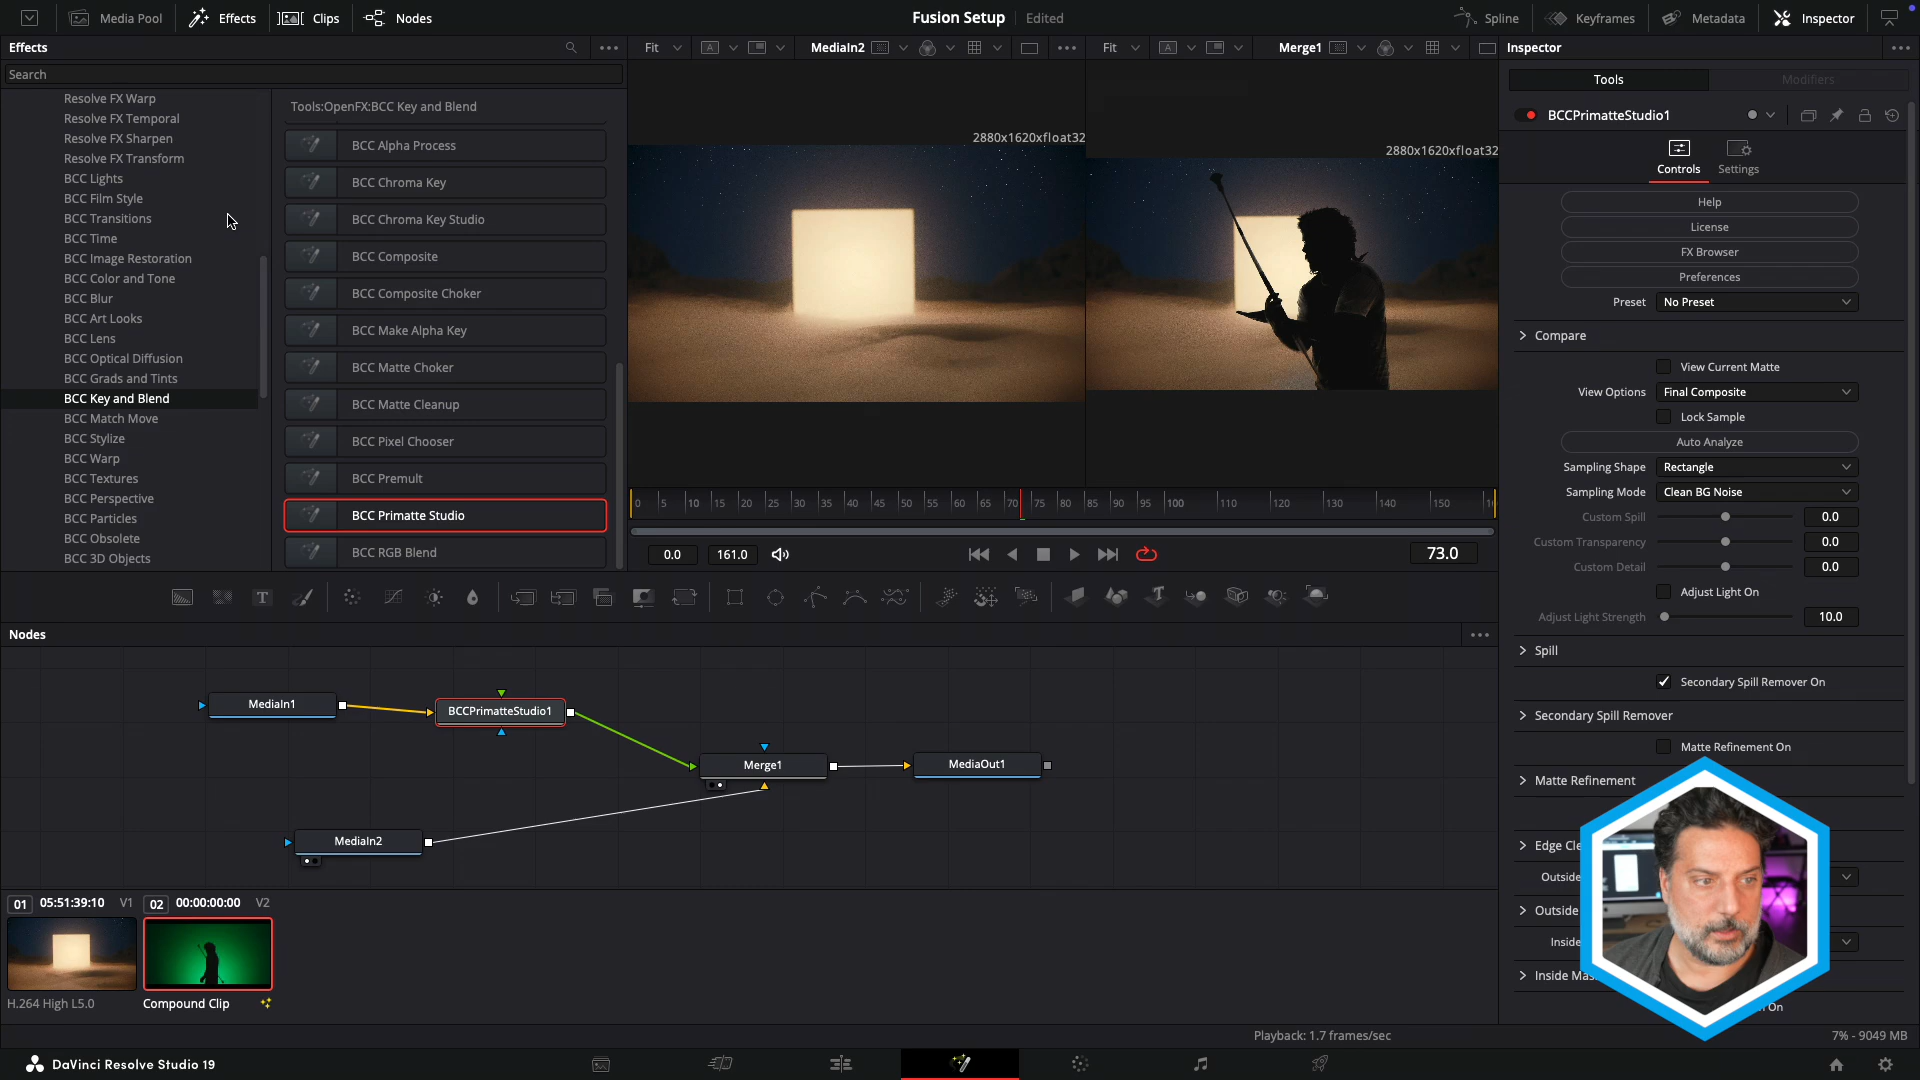 Media Pool
Effects
Clips
Nodes
Fusion Setup
Edited
Spline
Keyframes
Metadata
Inspector
Effects
Fit
MediaIn2
Fit
Merge1
Inspector
Search
Tools
Modifiers
Resolve FX Warp
Resolve FX Temporal
Resolve FX Sharpen
Resolve FX Transform
BCC Lights
BCC Film Style
BCC Transitions
BCC Time
BCC Image Restoration
BCC Color and Tone
BCC Blur
BCC Art Looks
BCC Lens
BCC Optical Diffusion
BCC Grads and Tints
BCC Key and Blend
BCC Match Move
BCC Stylize
BCC Warp
BCC Textures
BCC Perspective
BCC Particles
BCC Obsolete
BCC 3D Objects
Tools:OpenFX:BCC Key and Blend
BCC Alpha Process
BCC Chroma Key
BCC Chroma Key Studio
BCC Composite
BCC Composite Choker
BCC Make Alpha Key
BCC Matte Choker
BCC Matte Cleanup
BCC Pixel Chooser
BCC Premult
BCC Primatte Studio
BCC RGB Blend
2880x1620xfloat32
2880x1620xfloat32
0 5 10 15 20 25 30 35 40 45 50 55 60 65 70 75 80 85 90 95 100 110 120 130 140 150
0.0
161.0
73.0
BCCPrimatteStudio1
Controls
Settings
Help
License
FX Browser
Preferences
Preset
No Preset
Compare
View Current Matte
View Options
Final Composite
Lock Sample
Auto Analyze
Sampling Shape
Rectangle
Sampling Mode
Clean BG Noise
Custom Spill
0.0
Custom Transparency
0.0
Custom Detail
0.0
Adjust Light On
Adjust Light Strength
10.0
Spill
Secondary Spill Remover On
Secondary Spill Remover
Matte Refinement On
Matte Refinement
Edge Cle
Outside
Outside
Inside
Inside Mas
On
Nodes
MediaIn1
BCCPrimatteStudio1
Merge1
MediaOut1
MediaIn2
01 05:51:39:10 V1
02 00:00:00:00 V2
H.264 High L5.0
Compound Clip
Playback: 1.7 frames/sec
7% - 9049 MB
DaVinci Resolve Studio 19